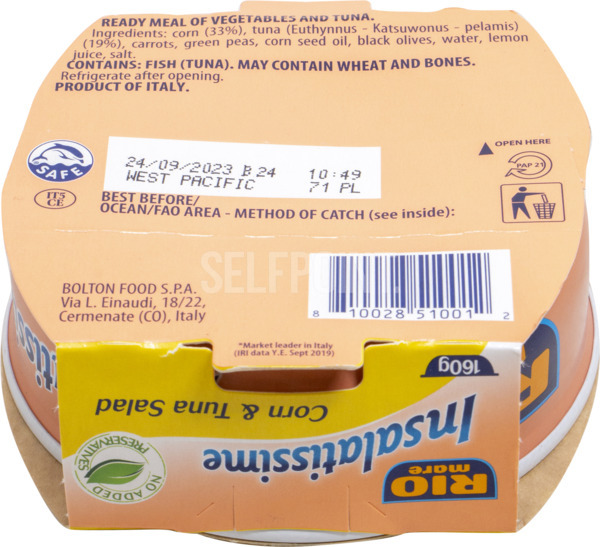 READY MEAL OF VEGETABLES AND TUNA.
Ingredients: corn (33%), tuna (Euthynnus - Katsuwonus - pelamis)
(19%), carrots, green peas, corn seed oil, black olives, water, lemon
juice, salt.
CONTAINS: FISH (TUNA). MAY CONTAIN WHEAT AND BONES.
Refrigerate after opening.
PRODUCT OF ITALY.
SAFE
24/09/2023 B 24 10:49
WEST PACIFIC 71 PL
OPEN HERE
PAP 21
IT5
CE
BEST BEFORE/
OCEAN/FAO AREA - METHOD OF CATCH (see inside):
SELFPOINT
BOLTON FOOD S.P.A.
Via L. Einaudi, 18/22,
Cermenate (CO), Italy
8 10028 51001 2
*Market leader in Italy
(IRI data Y.E. Sept 2019)
160g
Corn & Tuna Salad
Insalatissime
RIO
mare
NO ADDED
PRESERVATIVES
RIO